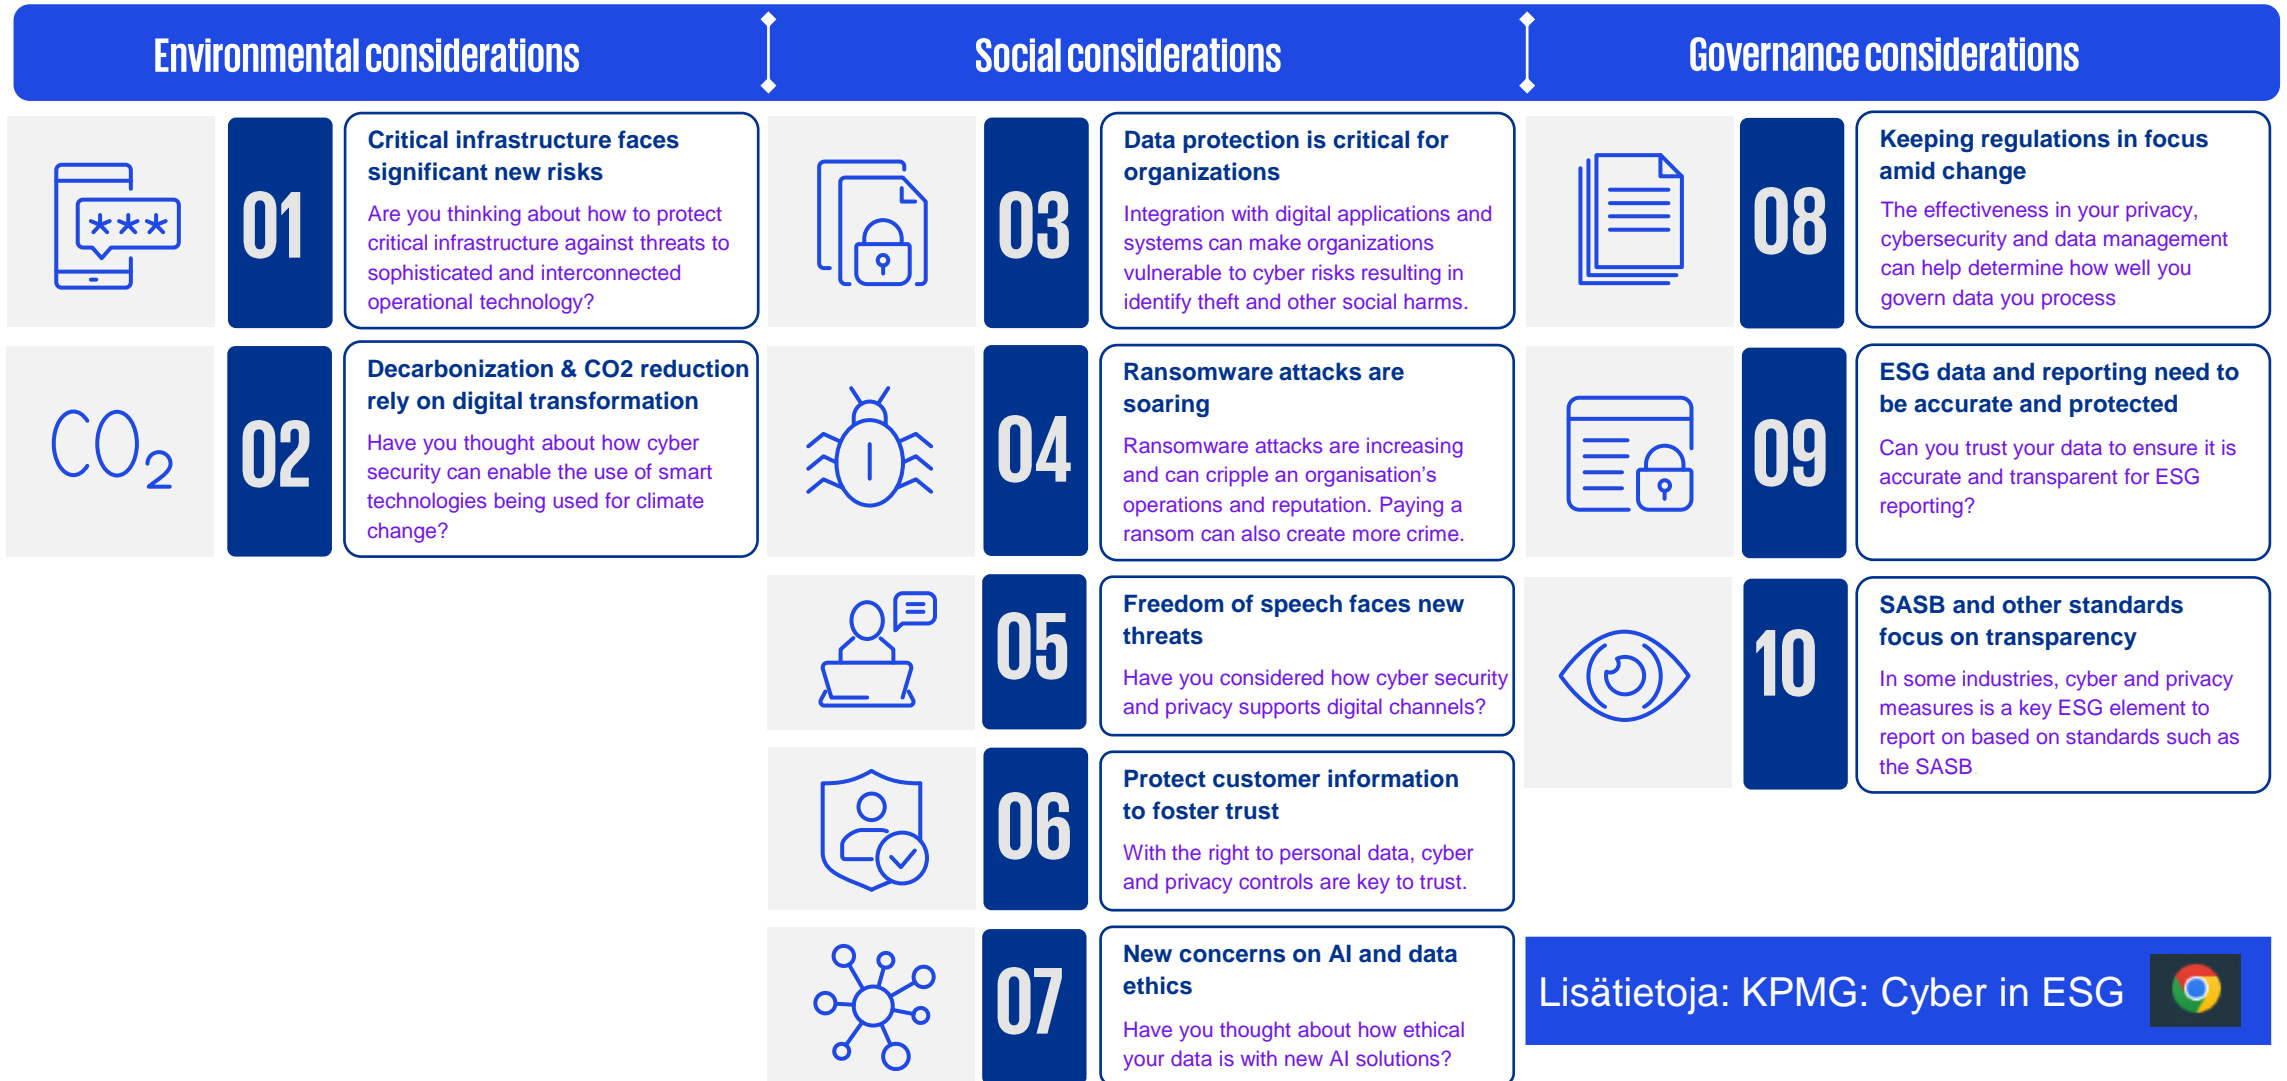 Environmental considerations
Social considerations
Governance considerations
***
01
Critical infrastructure faces
significant new risks
Are you thinking about how to protect
critical infrastructure against threats to
sophisticated and interconnected
operational technology?
CO2
02
Decarbonization & CO2 reduction
rely on digital transformation
Have you thought about how cyber
security can enable the use of smart
technologies being used for climate
change?
03
Data protection is critical for
organizations
Integration with digital applications and
systems can make organizations
vulnerable to cyber risks resulting in
identify theft and other social harms.
04
Ransomware attacks are
soaring
Ransomware attacks are increasing
and can cripple an organisation’s
operations and reputation. Paying a
ransom can also create more crime.
05
Freedom of speech faces new
threats
Have you considered how cyber security
and privacy supports digital channels?
06
Protect customer information
to foster trust
With the right to personal data, cyber
and privacy controls are key to trust.
07
New concerns on AI and data
ethics
Have you thought about how ethical
your data is with new AI solutions?
08
Keeping regulations in focus
amid change
The effectiveness in your privacy,
cybersecurity and data management
can help determine how well you
govern data you process
09
ESG data and reporting need to
be accurate and protected
Can you trust your data to ensure it is
accurate and transparent for ESG
reporting?
10
SASB and other standards
focus on transparency
In some industries, cyber and privacy
measures is a key ESG element to
report on based on standards such as
the SASB.
Lisätietoja: KPMG: Cyber in ESG